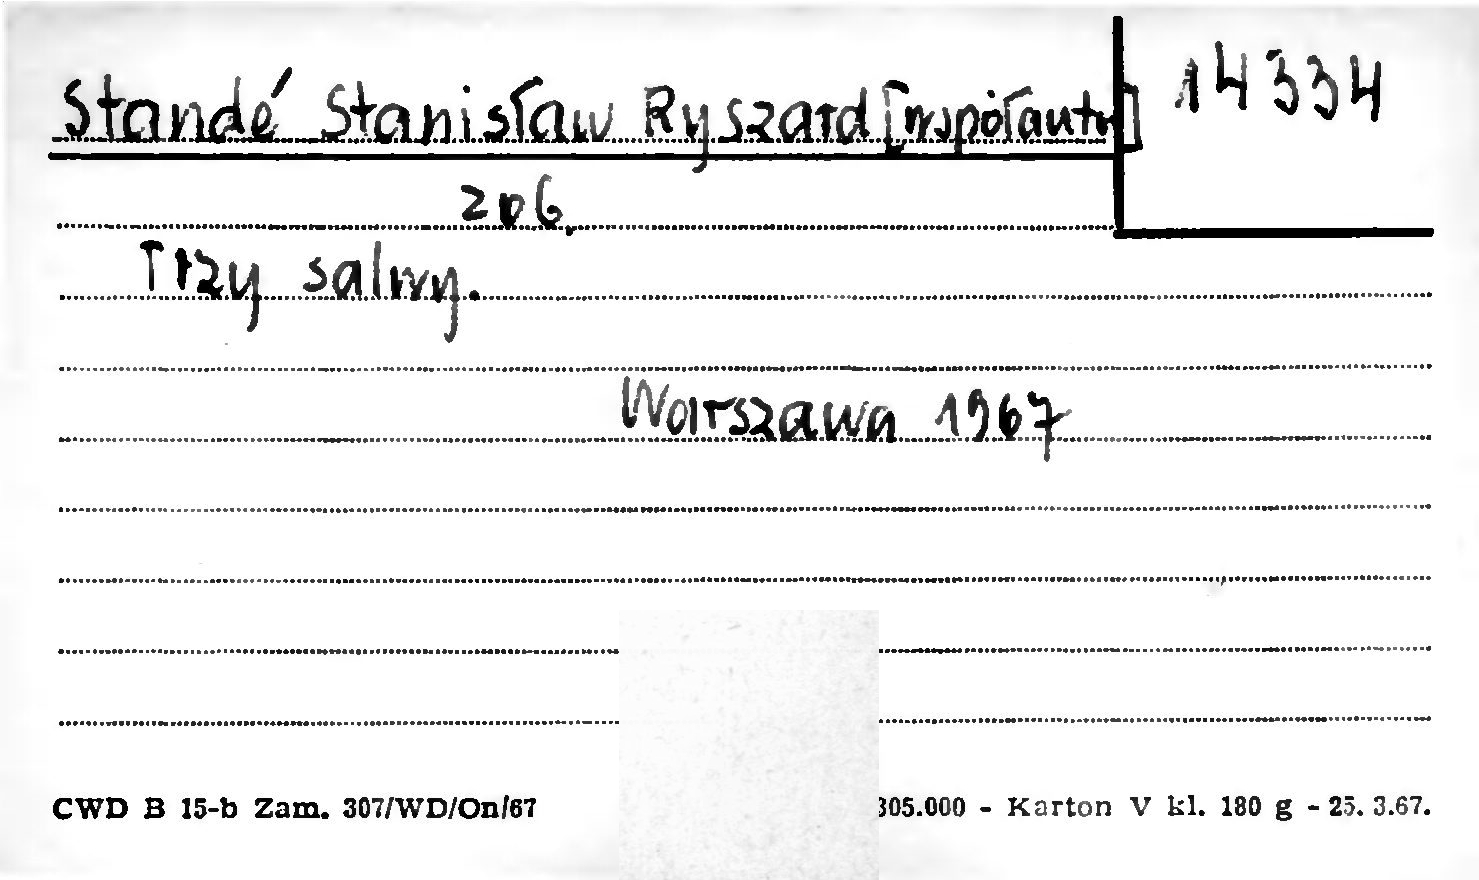 Standé Stanisław Ryszard [współautor]
14334
zob.
Trzy salwy.
Warszawa 1967
CWD B 15-b Zam. 307/WD/On/67 305.000 - Karton V kl. 180 g - 25. 3.67.